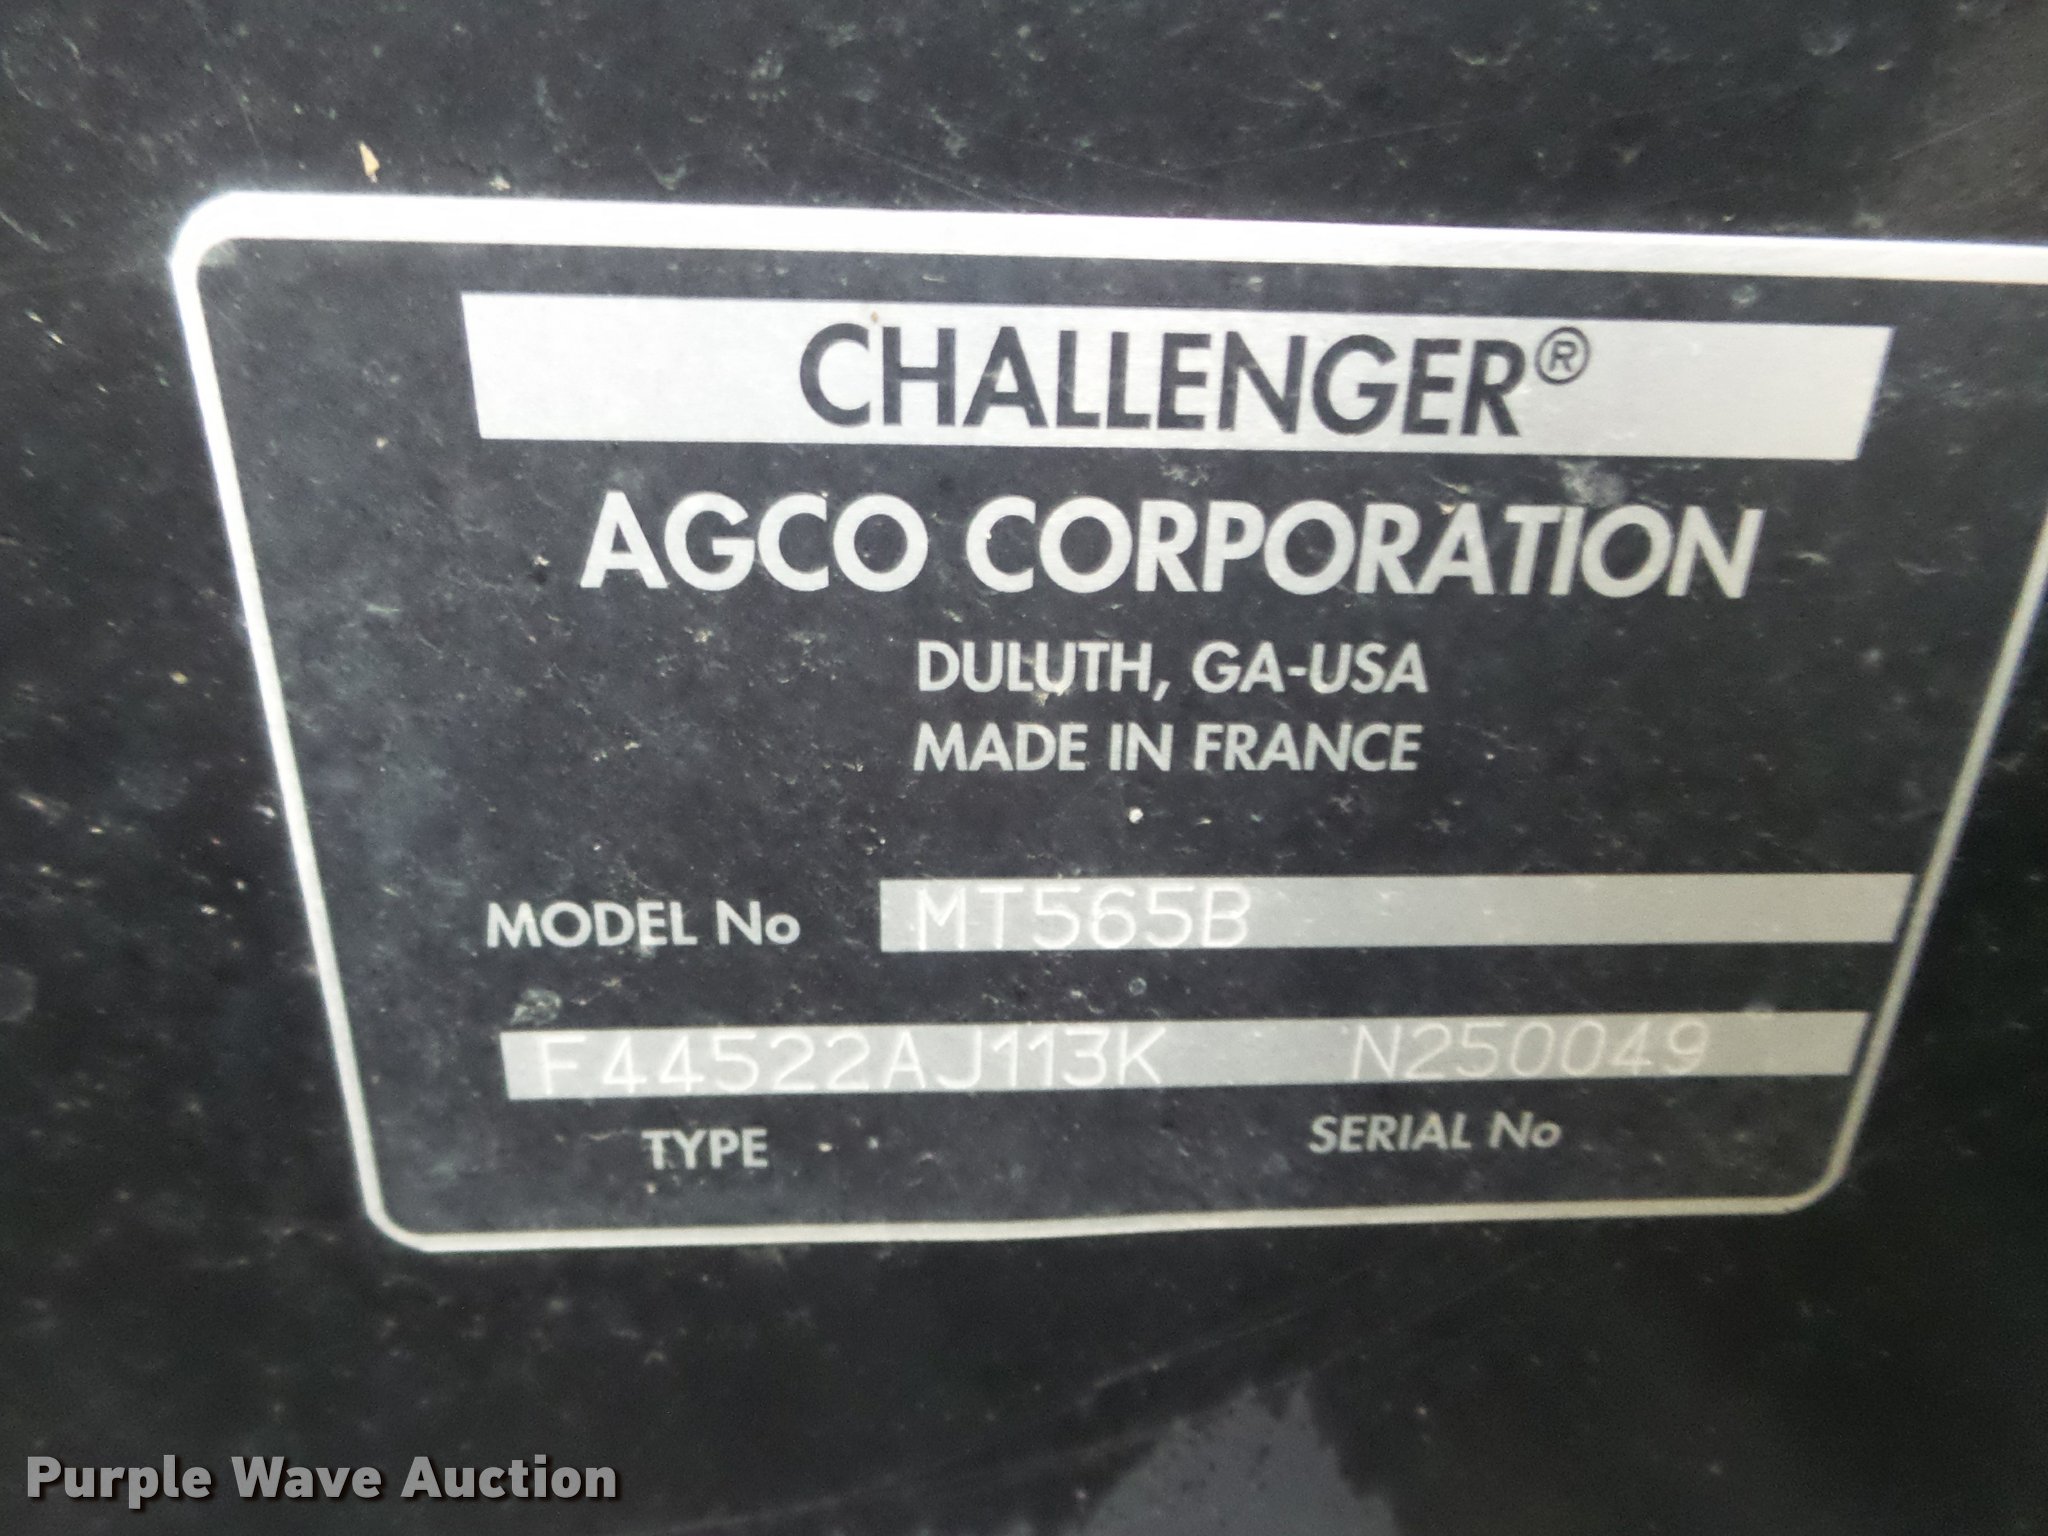 CHALLENGER®
AGCO CORPORATION
DULUTH, GA-USA
MADE IN FRANCE
MODEL No MT565B
F44522AJ113K N250049
TYPE SERIAL No
Purple Wave Auction